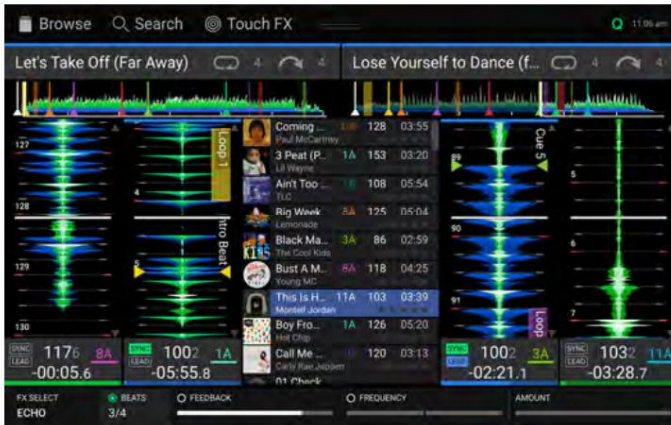 Browse
Search
Touch FX
Q
11:06 am
Let's Take Off (Far Away)
4
4
Lose Yourself to Dance (f...
4
4
127
128
129
130
4
5
Loop 1
ntro Beat
Coming ...
128
03:55
Paul McCartney
3 Peat (P...
1A
153
03:20
Lil Wayne
Ain't Too ...
108
05:54
TLC
Big Week...
8A
125
05:04
Lemonade
Black Ma...
3A
86
02:59
The Cool Kids
Bust A M...
8A
118
04:25
Young MC
This Is H...
11A
103
03:39
Montell Jordan
Boy Fro...
1A
126
05:20
Hot Chip
Call Me ...
120
03:13
Carly Rae Jepsen
01 Check
89
90
91
Cue 5
Loop
5
6
7
SYNC
LEAD
1176
8A
-00:05.6
SYNC
LEAD
1002
1A
-05:55.8
SYNC
LEAD
1002
3A
-02:21.1
SYNC
LEAD
1032
11A
-03:28.7
FX SELECT
ECHO
BEATS
3/4
FEEDBACK
FREQUENCY
AMOUNT